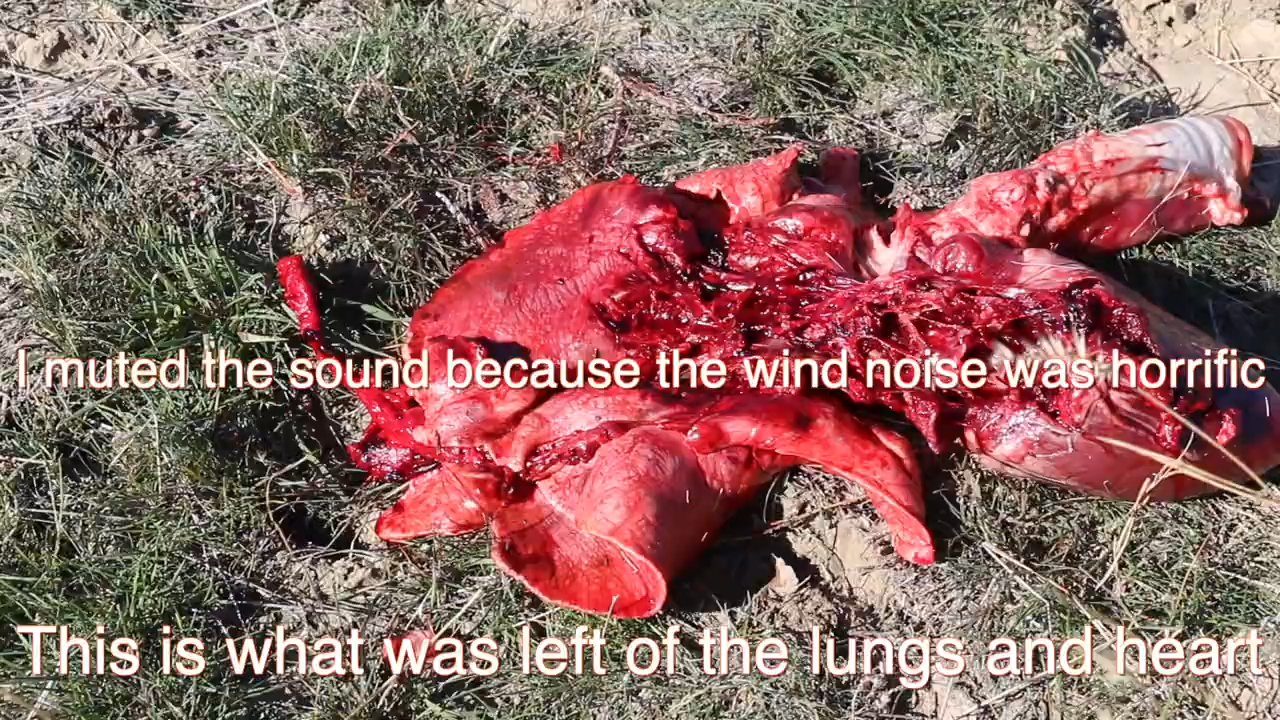 I muted the sound because the wind noise was horrific
This is what was left of the lungs and heart